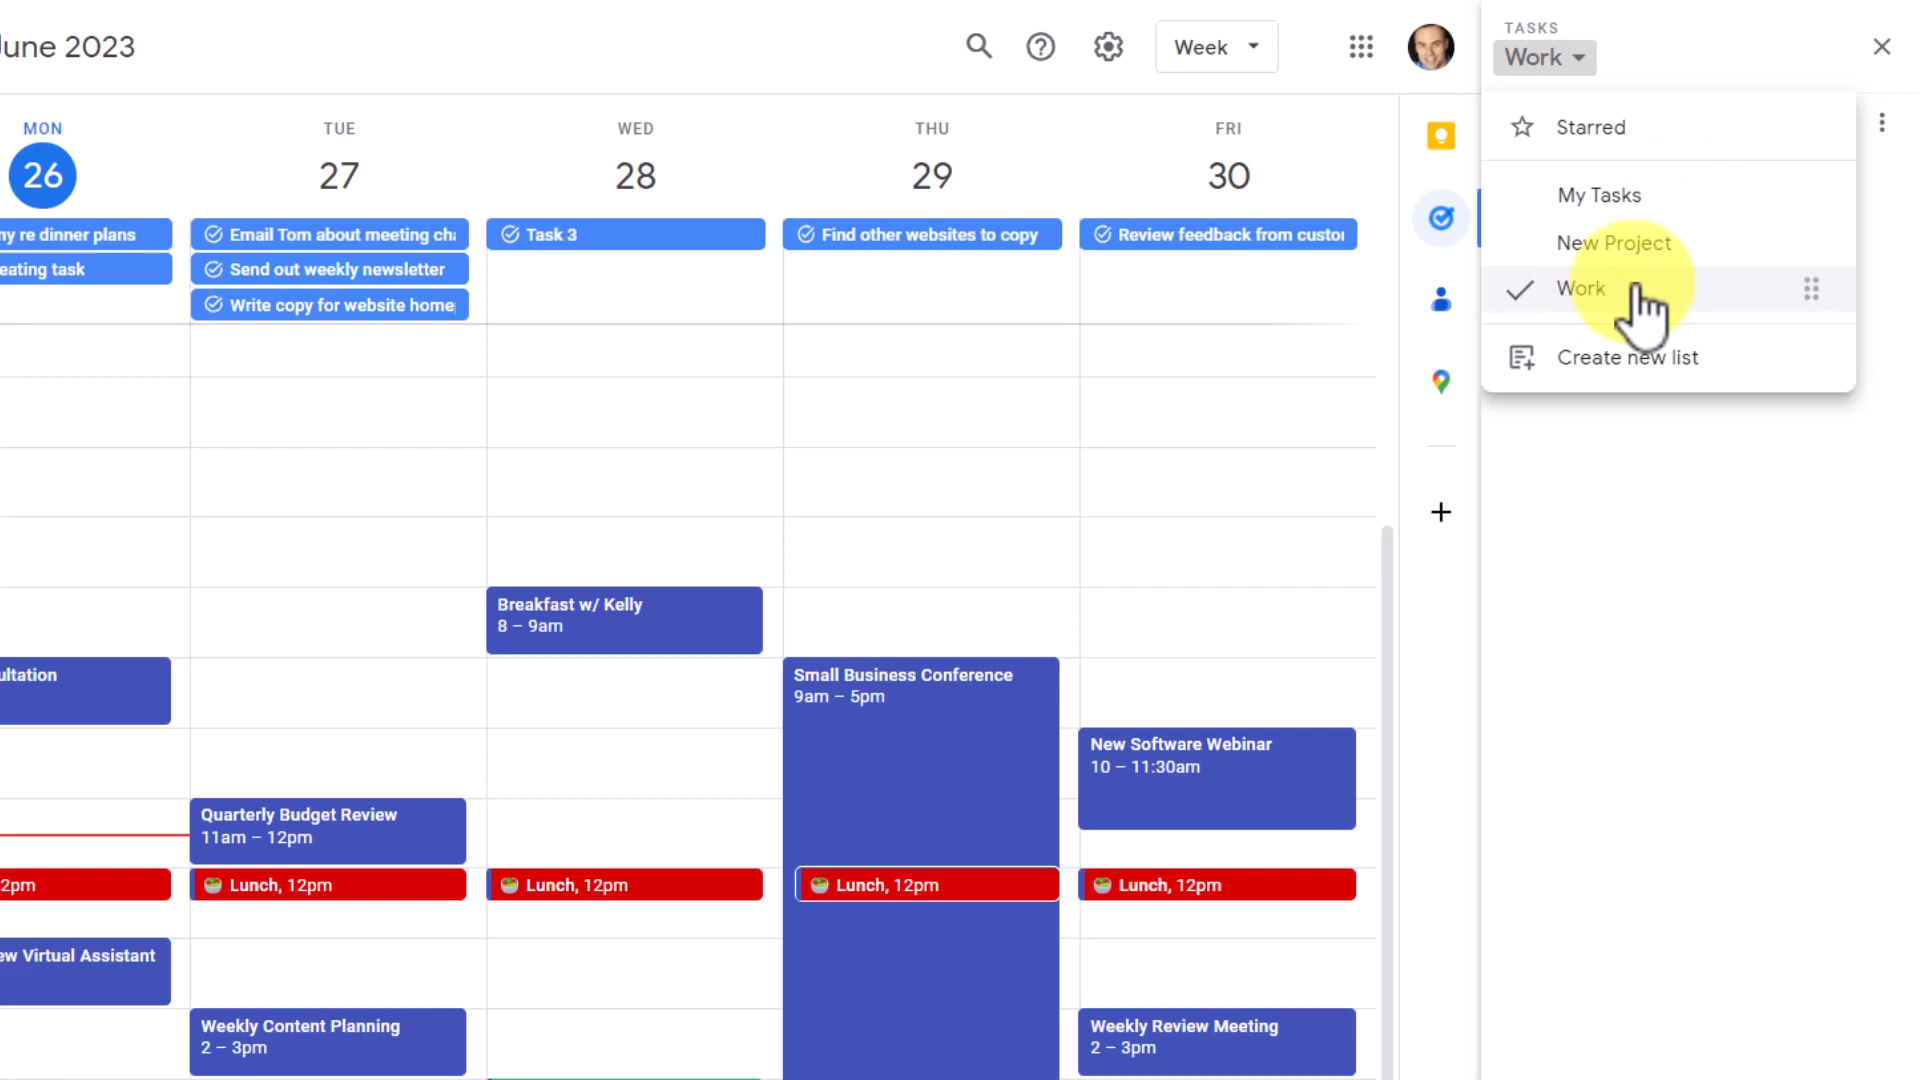 June 2023
Week
TASKS
Work
Starred
My Tasks
New Project
Work
Create new list
MON
26
TUE
27
WED
28
THU
29
FRI
30
ny re dinner plans
eating task
Email Tom about meeting cha
Send out weekly newsletter
Write copy for website home
Task 3
Find other websites to copy
Review feedback from custor
ultation
2pm
ew Virtual Assistant
Quarterly Budget Review
11am – 12pm
Lunch, 12pm
Weekly Content Planning
2 – 3pm
Breakfast w/ Kelly
8 – 9am
Lunch, 12pm
Small Business Conference
9am – 5pm
Lunch, 12pm
New Software Webinar
10 – 11:30am
Lunch, 12pm
Weekly Review Meeting
2 – 3pm